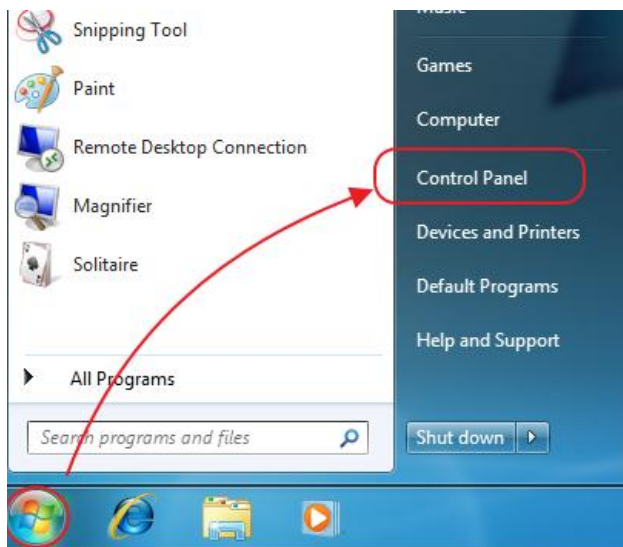 Snipping Tool
Paint
Remote Desktop Connection
Magnifier
Solitaire
All Programs
Search programs and files
Music
Games
Computer
Control Panel
Devices and Printers
Default Programs
Help and Support
Shut down